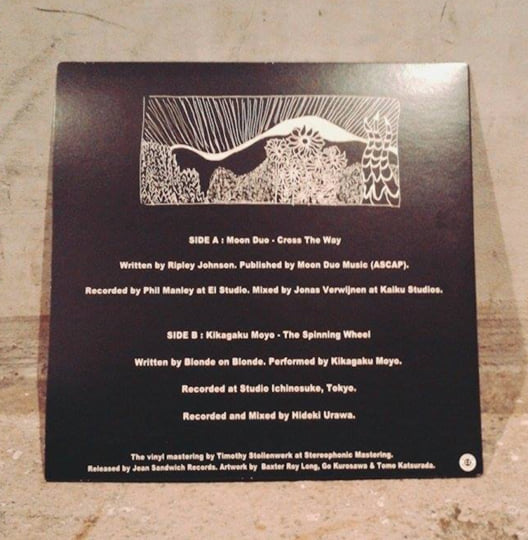 SIDE A : Moon Duo - Cross The Way
Written by Ripley Johnson. Published by Moon Duo Music (ASCAP).
Recorded by Phil Manley at El Studio. Mixed by Jonas Verwijnen at Kaiku Studios.
SIDE B : Kikagaku Moyo - The Spinning Wheel
Written by Blonde on Blonde. Performed by Kikagaku Moyo.
Recorded at Studio Ichinosuke, Tokyo.
Recorded and Mixed by Hideki Urawa.
The vinyl mastering by Timothy Stollenwerk at Stereophonic Mastering.
Released by Jean Sandwich Records. Artwork by Baxter Roy Long, Go Kurosawa & Tomo Katsurada.